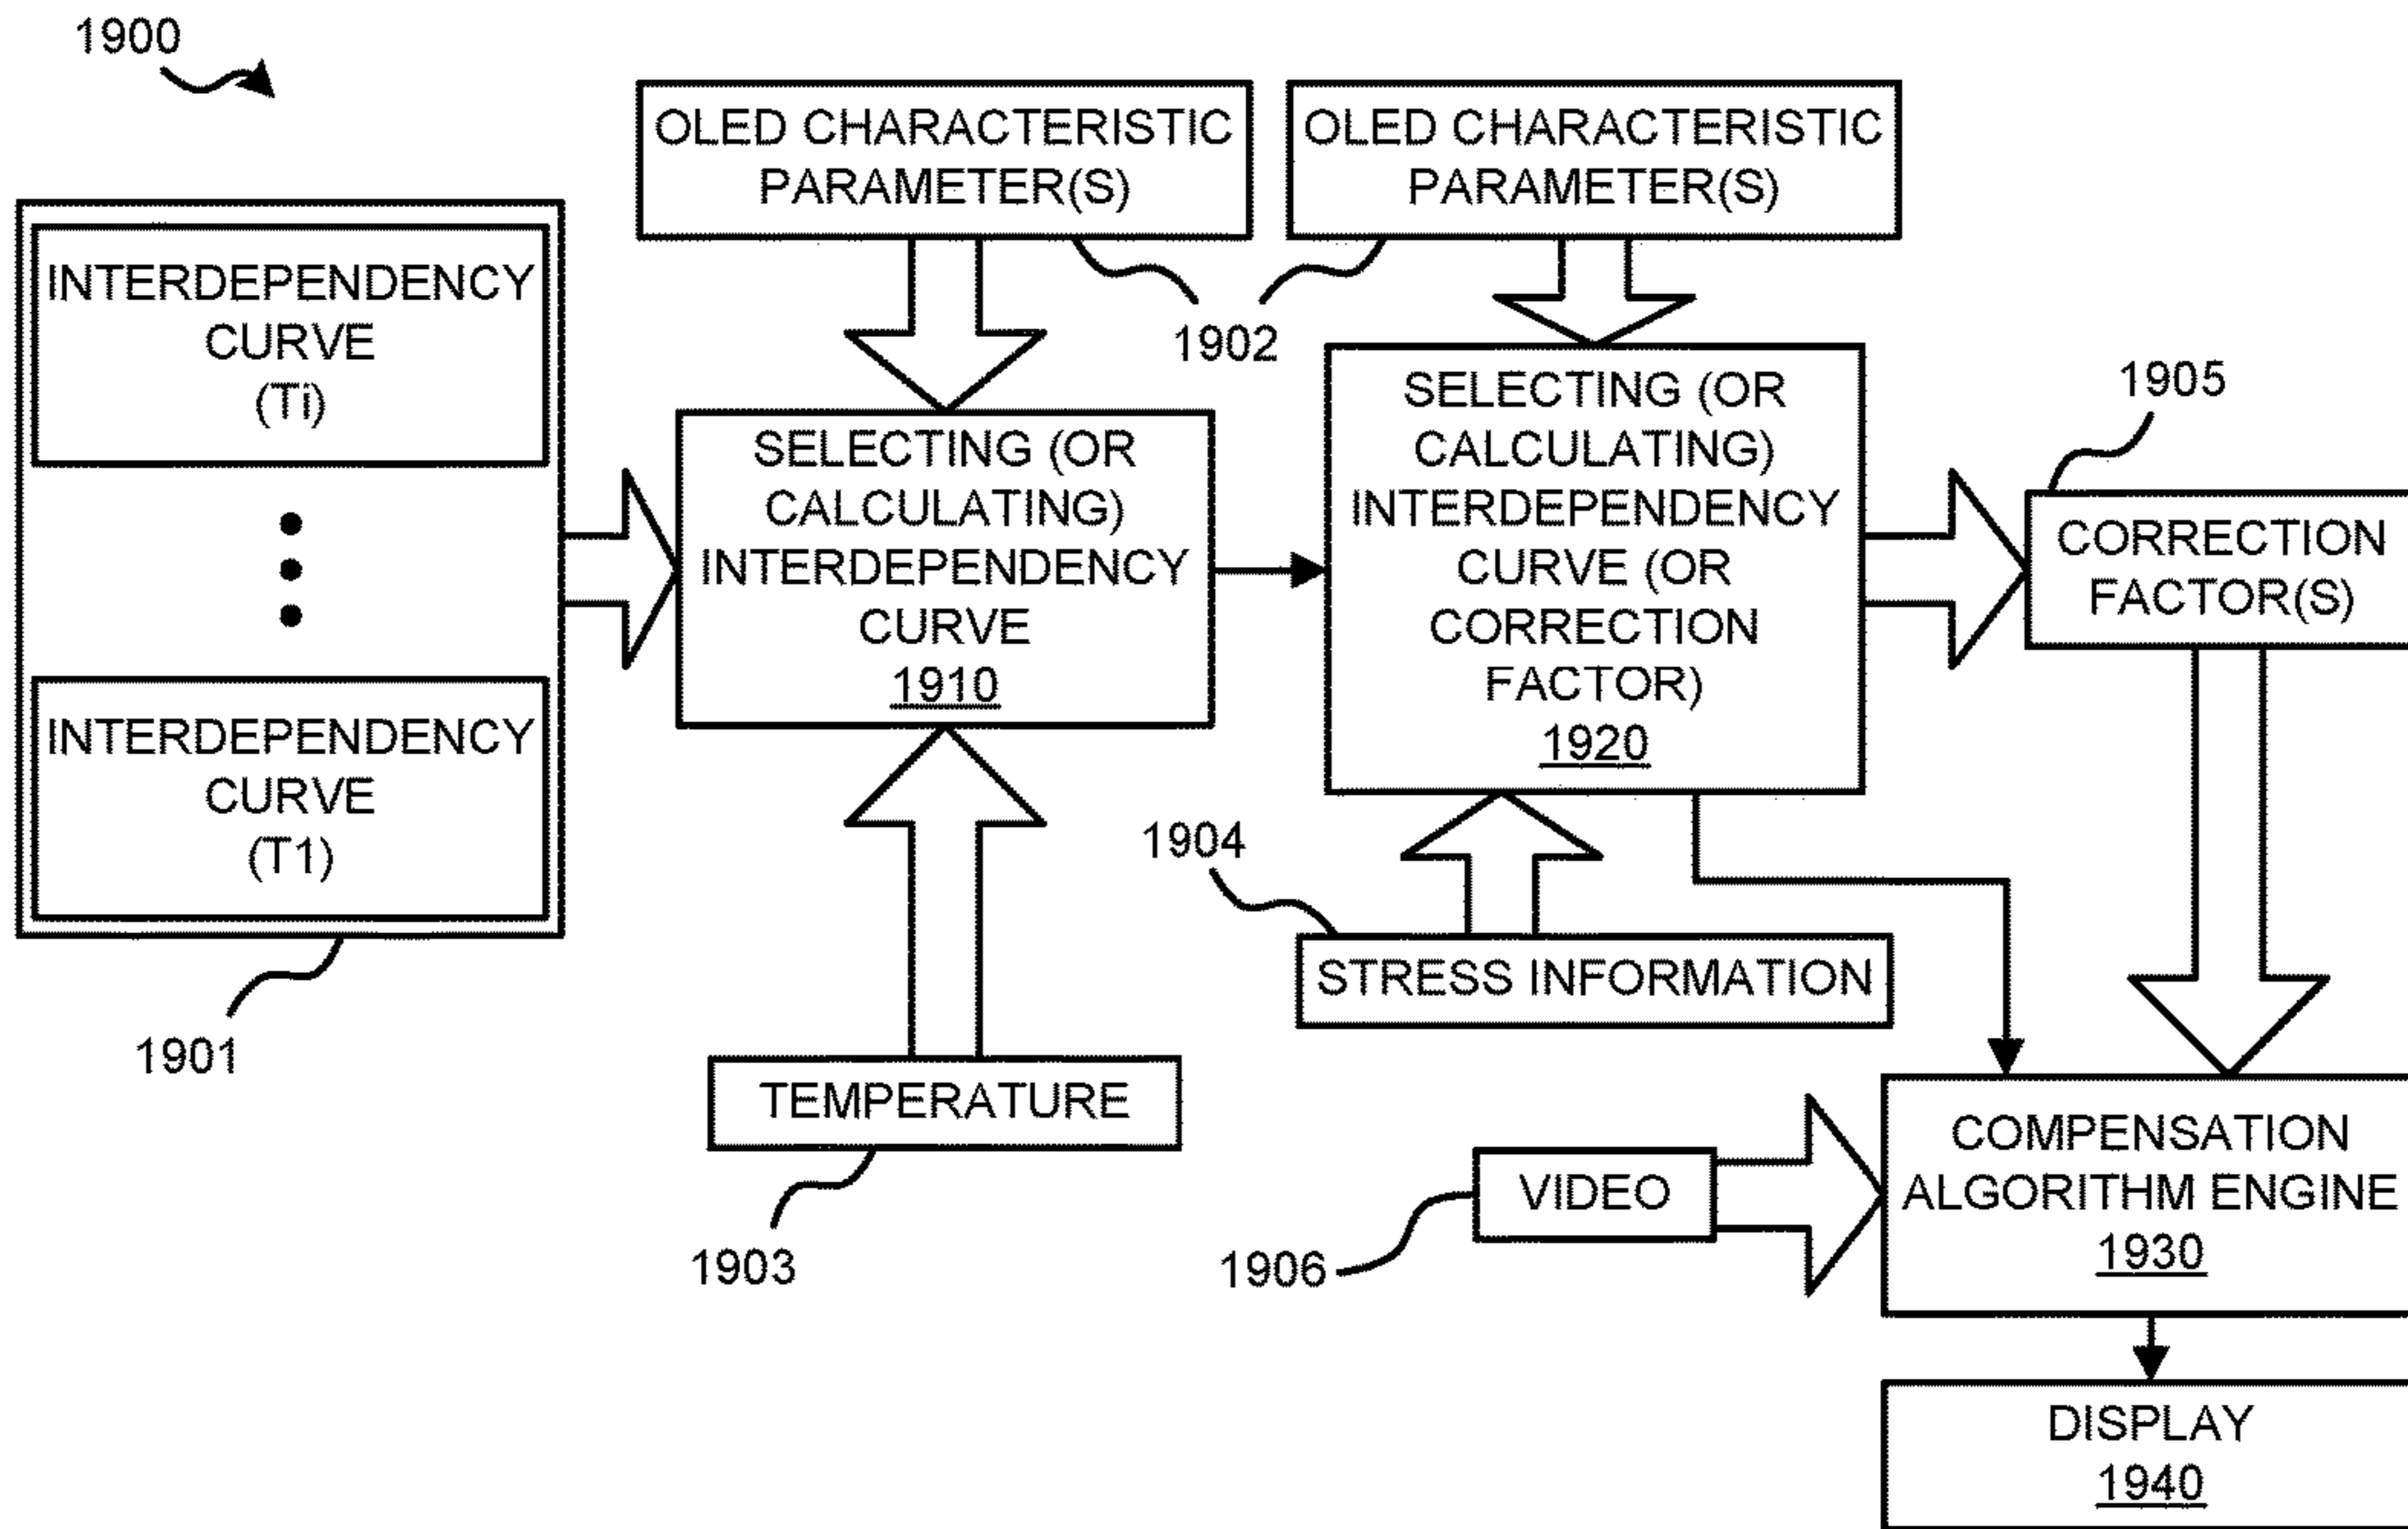 1900
OLED CHARACTERISTIC
PARAMETER(S)
OLED CHARACTERISTIC
PARAMETER(S)
1902
INTERDEPENDENCY
CURVE
(Ti)
INTERDEPENDENCY
CURVE
(T1)
1901
SELECTING (OR
CALCULATING)
INTERDEPENDENCY
CURVE
1910
SELECTING (OR
CALCULATING)
INTERDEPENDENCY
CURVE (OR
CORRECTION
FACTOR)
1920
1905
CORRECTION
FACTOR(S)
1904
STRESS INFORMATION
TEMPERATURE
1903
VIDEO
1906
COMPENSATION
ALGORITHM ENGINE
1930
DISPLAY
1940